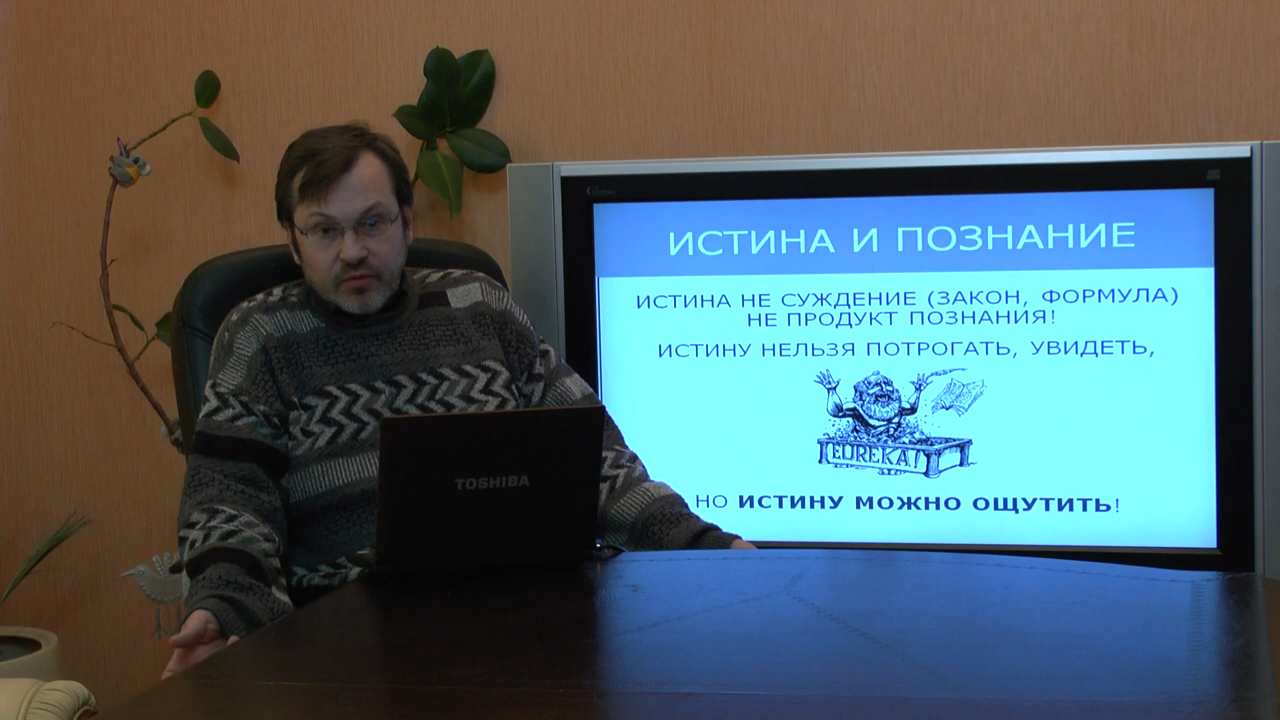 ИСТИНА И ПОЗНАНИЕ
ИСТИНА НЕ СУЖДЕНИЕ (ЗАКОН, ФОРМУЛА)
НЕ ПРОДУКТ ПОЗНАНИЯ!
ИСТИНУ НЕЛЬЗЯ ПОТРОГАТЬ, УВИДЕТЬ,
EUREKA!
НО ИСТИНУ МОЖНО ОЩУТИТЬ!
TOSHIBA